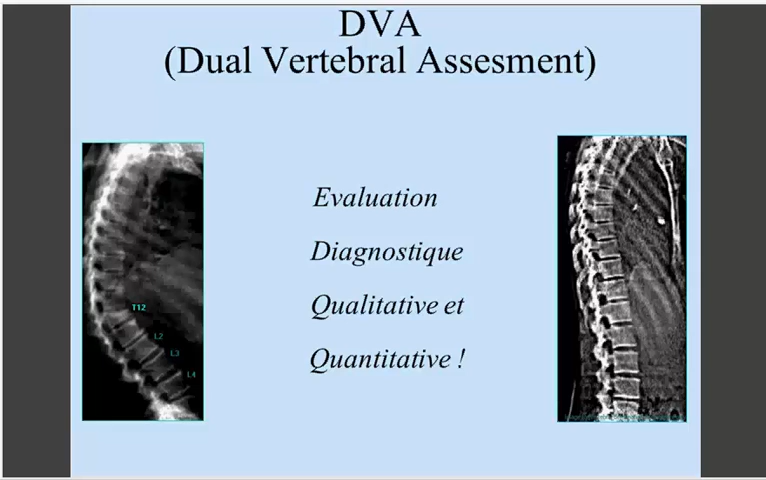 DVA
(Dual Vertebral Assesment)
Evaluation
Diagnostique
Qualitative et
Quantitative !
T12
L2
L3
L4